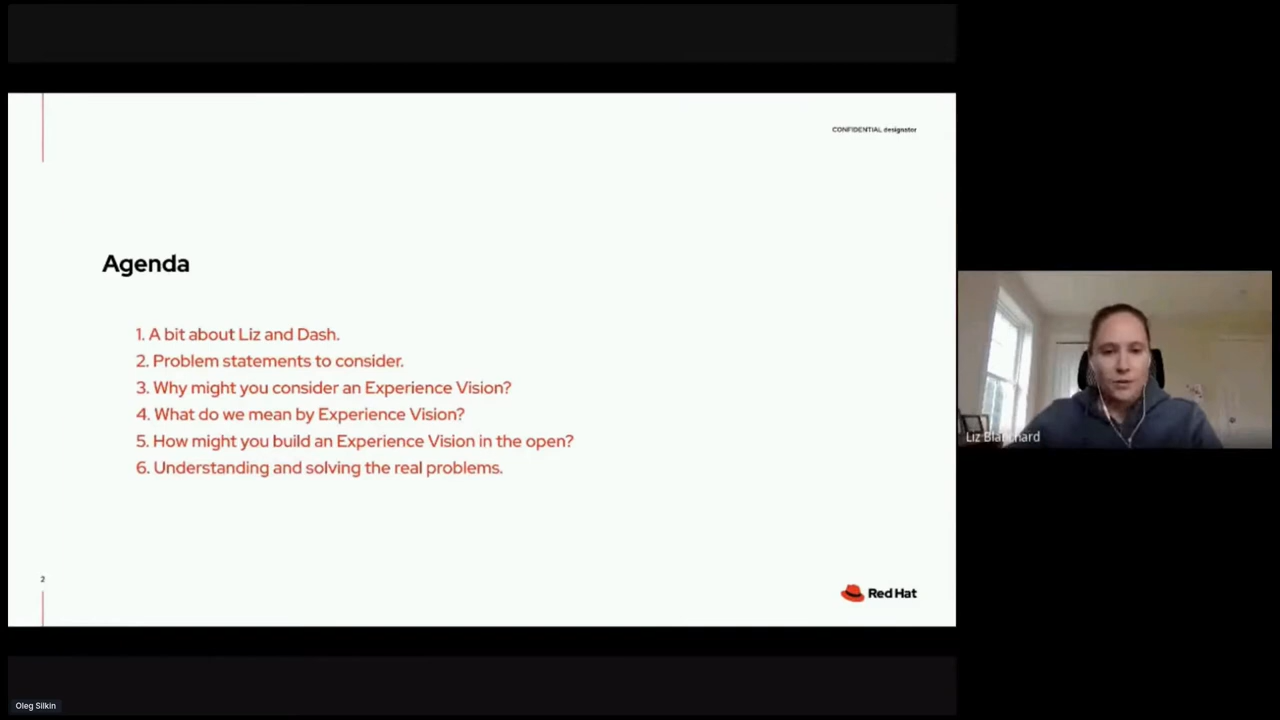 CONFIDENTIAL designator
Agenda
1. A bit about Liz and Dash.
2. Problem statements to consider.
3. Why might you consider an Experience Vision?
4. What do we mean by Experience Vision?
5. How might you build an Experience Vision in the open?
6. Understanding and solving the real problems.
2
Red Hat
Liz Blanchard
Oleg Silkin